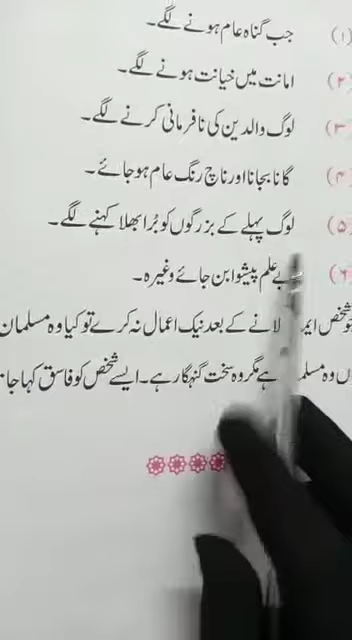 (۱) جب گناہ عام ہونے لگے۔
(۲) امانت میں خیانت ہونے لگے۔
(۳) لوگ والدین کی نافرمانی کرنے لگے۔
(۴) گانا بجانا اور ناچ رنگ عام ہو جائے۔
(۵) لوگ پہلے کے بزرگوں کو بُرا بھلا کہنے لگے۔
(۶) بے علم پیشوا بن جائے وغیرہ۔
شخص لانے کے بعد نیک اعمال نہ کرے تو کیا وہ مسلمان
وہ ہے مگر وہ سخت گنہگار ہے۔ ایسے شخص کو فاسق کہا